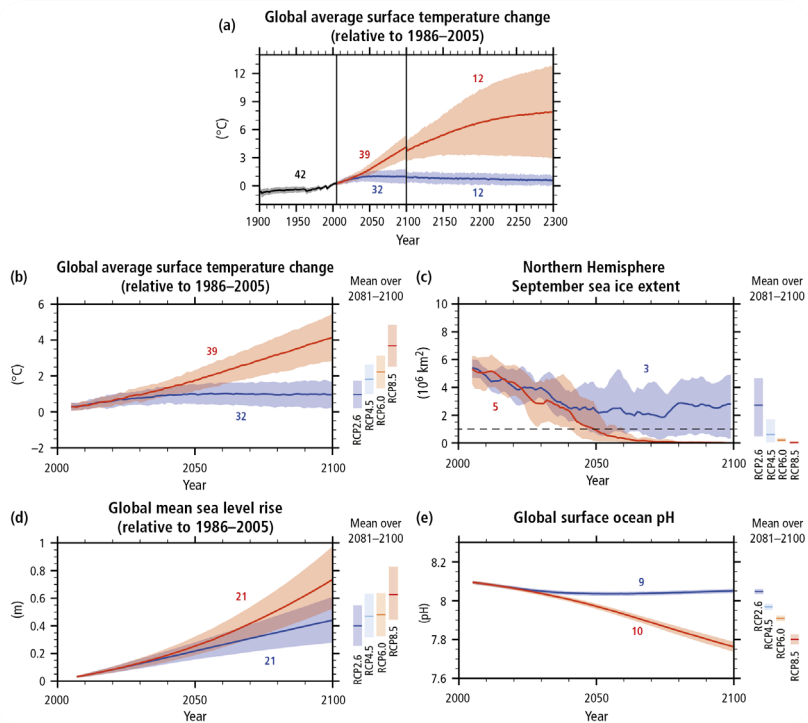 (a)
Global average surface temperature change
(relative to 1986–2005)
(°C)
12
9
6
3
0
42
39
32
12
12
1900 1950 2000 2050 2100 2150 2200 2250 2300
Year
(b)
Global average surface temperature change
(relative to 1986–2005)
Mean over
2081–2100
(°C)
6
4
2
0
−2
39
32
2000 2050 2100
Year
RCP2.6
RCP4.5
RCP6.0
RCP8.5
(c)
Northern Hemisphere
September sea ice extent
Mean over
2081–2100
(10⁶ km²)
10
8
6
4
2
0
3
5
2000 2050 2100
Year
RCP2.6
RCP4.5
RCP6.0
RCP8.5
(d)
Global mean sea level rise
(relative to 1986–2005)
Mean over
2081–2100
(m)
1
0.8
0.6
0.4
0.2
0
21
21
2000 2050 2100
Year
RCP2.6
RCP4.5
RCP6.0
RCP8.5
(e)
Global surface ocean pH
Mean over
2081–2100
(pH)
8.2
8
7.8
7.6
9
10
2000 2050 2100
Year
RCP2.6
RCP4.5
RCP6.0
RCP8.5